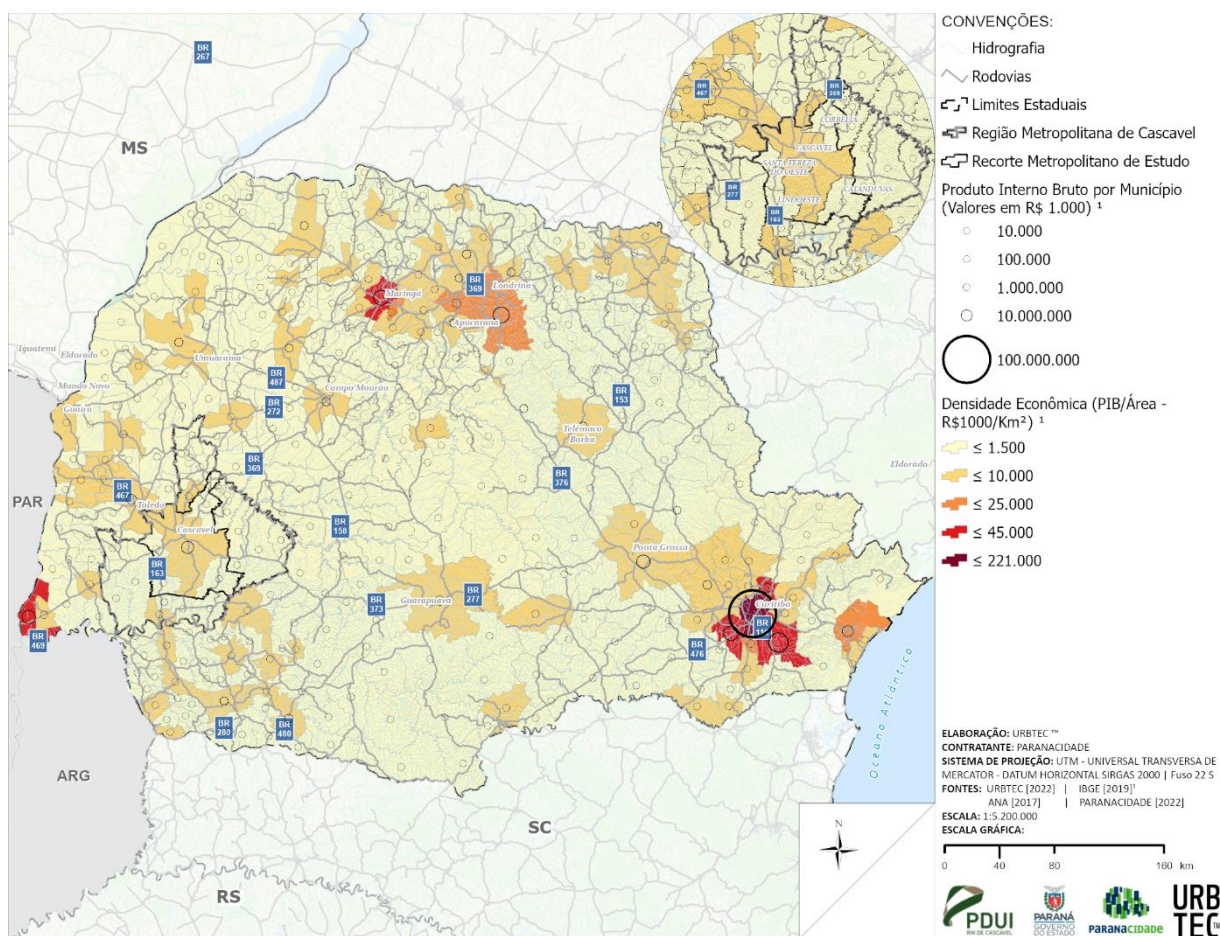 BR
267
MS
BR
369
Maringá
Londrina
Apucarana
Iguatemi
Eldorado
Umuarama
Mundo Novo
Guaíra
BR
487
Campo Mourão
BR
272
BR
153
Telêmaco
Borba
BR
369
BR
376
Eldorado
PAR
BR
467
Toledo
Cascavel
BR
158
Ponta Grossa
BR
163
Guarapuava
BR
277
BR
373
Curitiba
BR
469
BR
476
BR
280
BR
480
Oceano Atlântico
ARG
SC
RS
N
BR
467
BR
369
CORBÉLIA
CASCAVEL
SANTA TEREZA
DO OESTE
BR
277
CATANDUVAS
LINDOESTE
BR
163
CONVENÇÕES:
Hidrografia
Rodovias
Limites Estaduais
Região Metropolitana de Cascavel
Recorte Metropolitano de Estudo
Produto Interno Bruto por Município
(Valores em R$ 1.000) ¹
10.000
100.000
1.000.000
10.000.000
100.000.000
Densidade Econômica (PIB/Área -
R$1000/Km²) ¹
≤ 1.500
≤ 10.000
≤ 25.000
≤ 45.000
≤ 221.000
ELABORAÇÃO: URBTEC ™
CONTRATANTE: PARANACIDADE
SISTEMA DE PROJEÇÃO: UTM - UNIVERSAL TRANSVERSA DE
MERCATOR - DATUM HORIZONTAL SIRGAS 2000 | Fuso 22 S
FONTES: URBTEC [2022] | IBGE [2019]¹
ANA [2017] | PARANACIDADE [2022]
ESCALA: 1:5.200.000
ESCALA GRÁFICA:
0 40 80 160 km
PDUI
RM DE CASCAVEL
PARANÁ
GOVERNO
DO ESTADO
PARANACIDADE
URB
TEC™